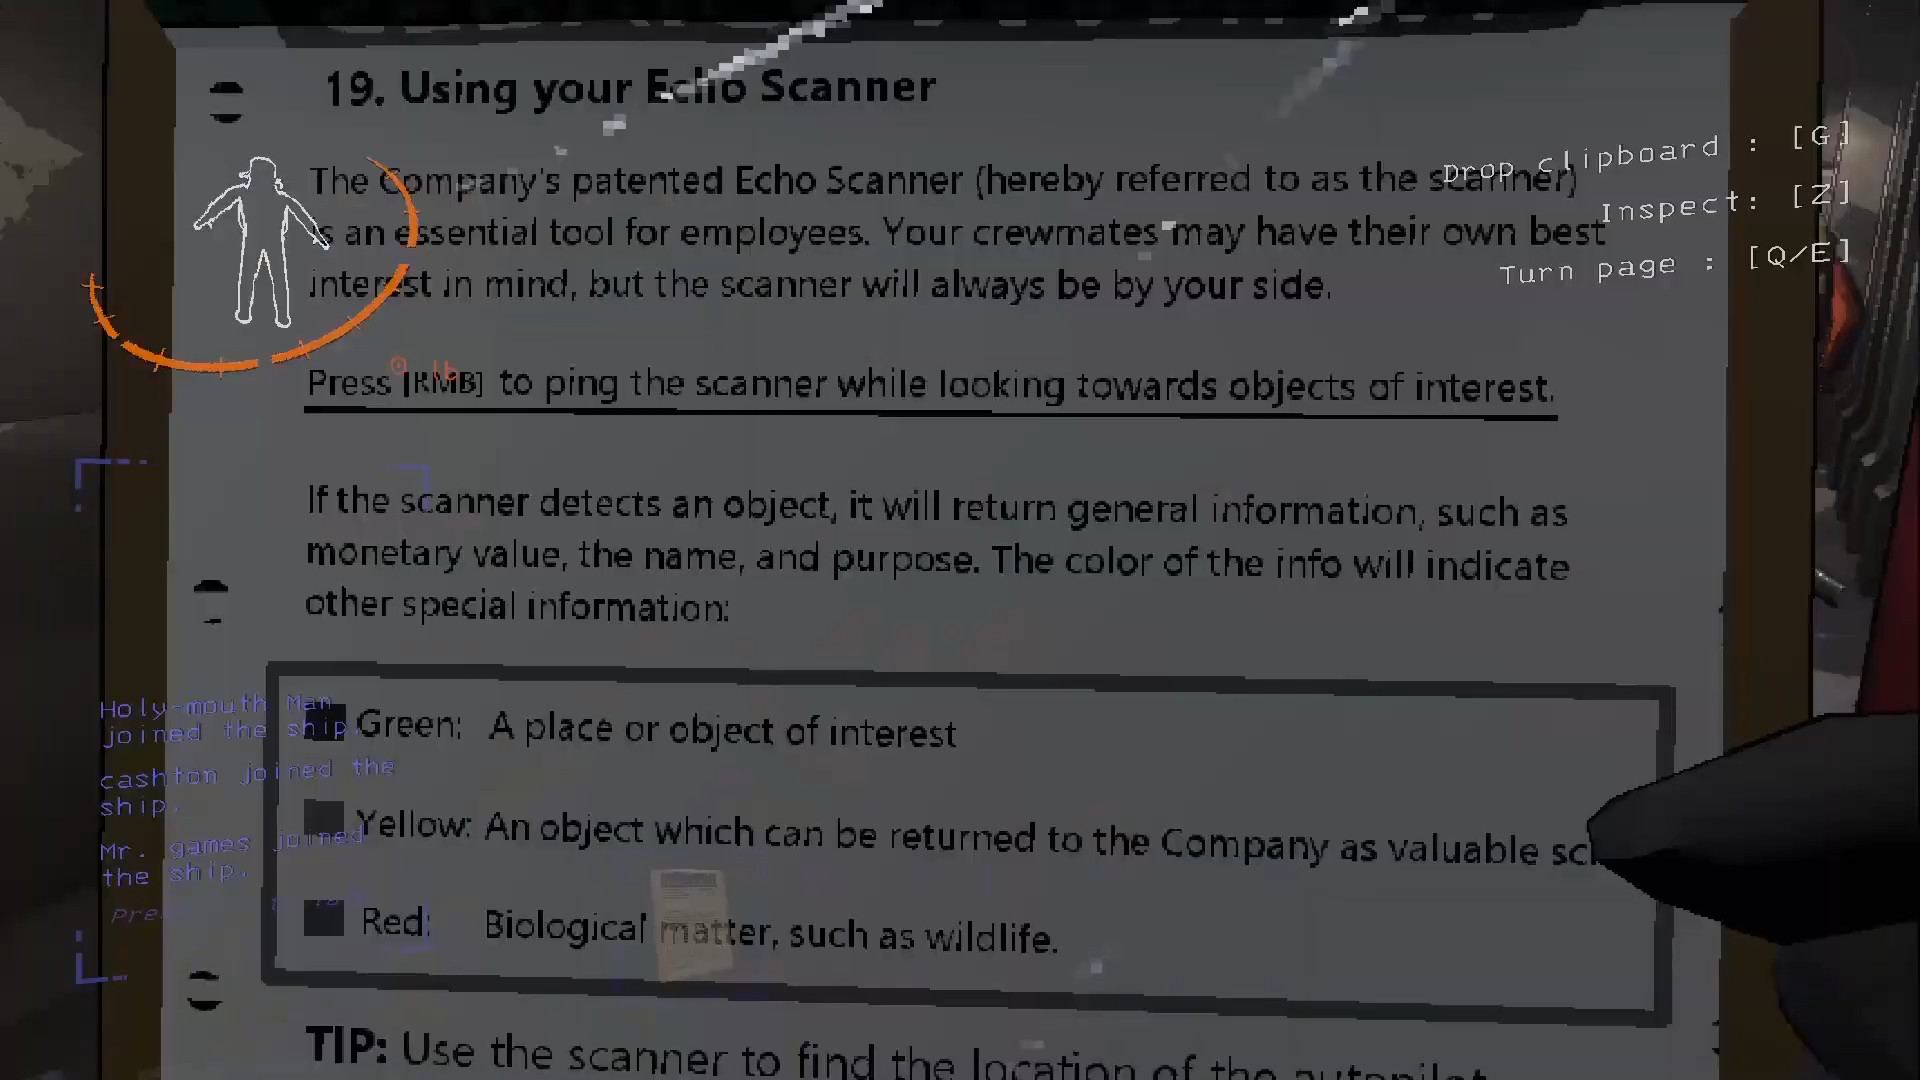 19. Using your Echo Scanner
The Company's patented Echo Scanner (hereby referred to as the scanner)
is an essential tool for employees. Your crewmates may have their own best
interest in mind, but the scanner will always be by your side.
Press [RMB] to ping the scanner while looking towards objects of interest.
If the scanner detects an object, it will return general information, such as
monetary value, the name, and purpose. The color of the info will indicate
other special information:
Green: A place or object of interest
Yellow: An object which can be returned to the Company as valuable
Red: Biological matter, such as wildlife.
TIP: Use the scanner to find the location of the autopilot
Drop clipboard : [G]
Inspect: [Z]
Turn page : [Q/E]
lb
Holy-mouth Man
joined the ship.
cashton joined the
ship.
Mr. games joined
the ship.